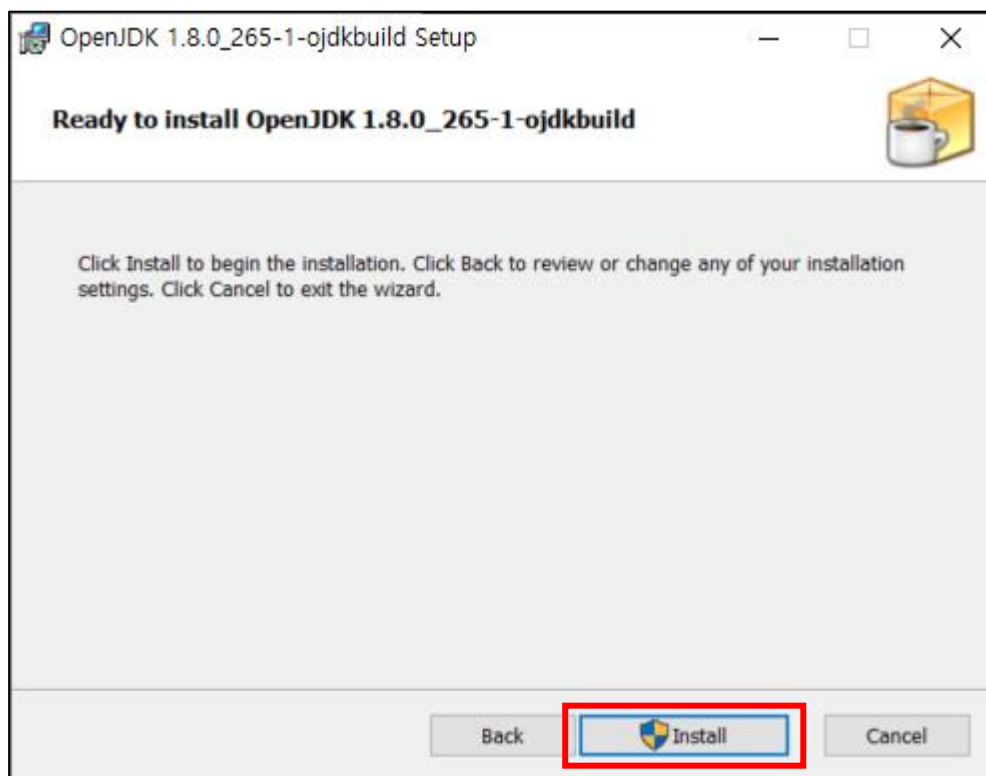 OpenJDK 1.8.0_265-1-ojdkbuild Setup
Ready to install OpenJDK 1.8.0_265-1-ojdkbuild
Click Install to begin the installation. Click Back to review or change any of your installation
settings. Click Cancel to exit the wizard.
Back Install Cancel